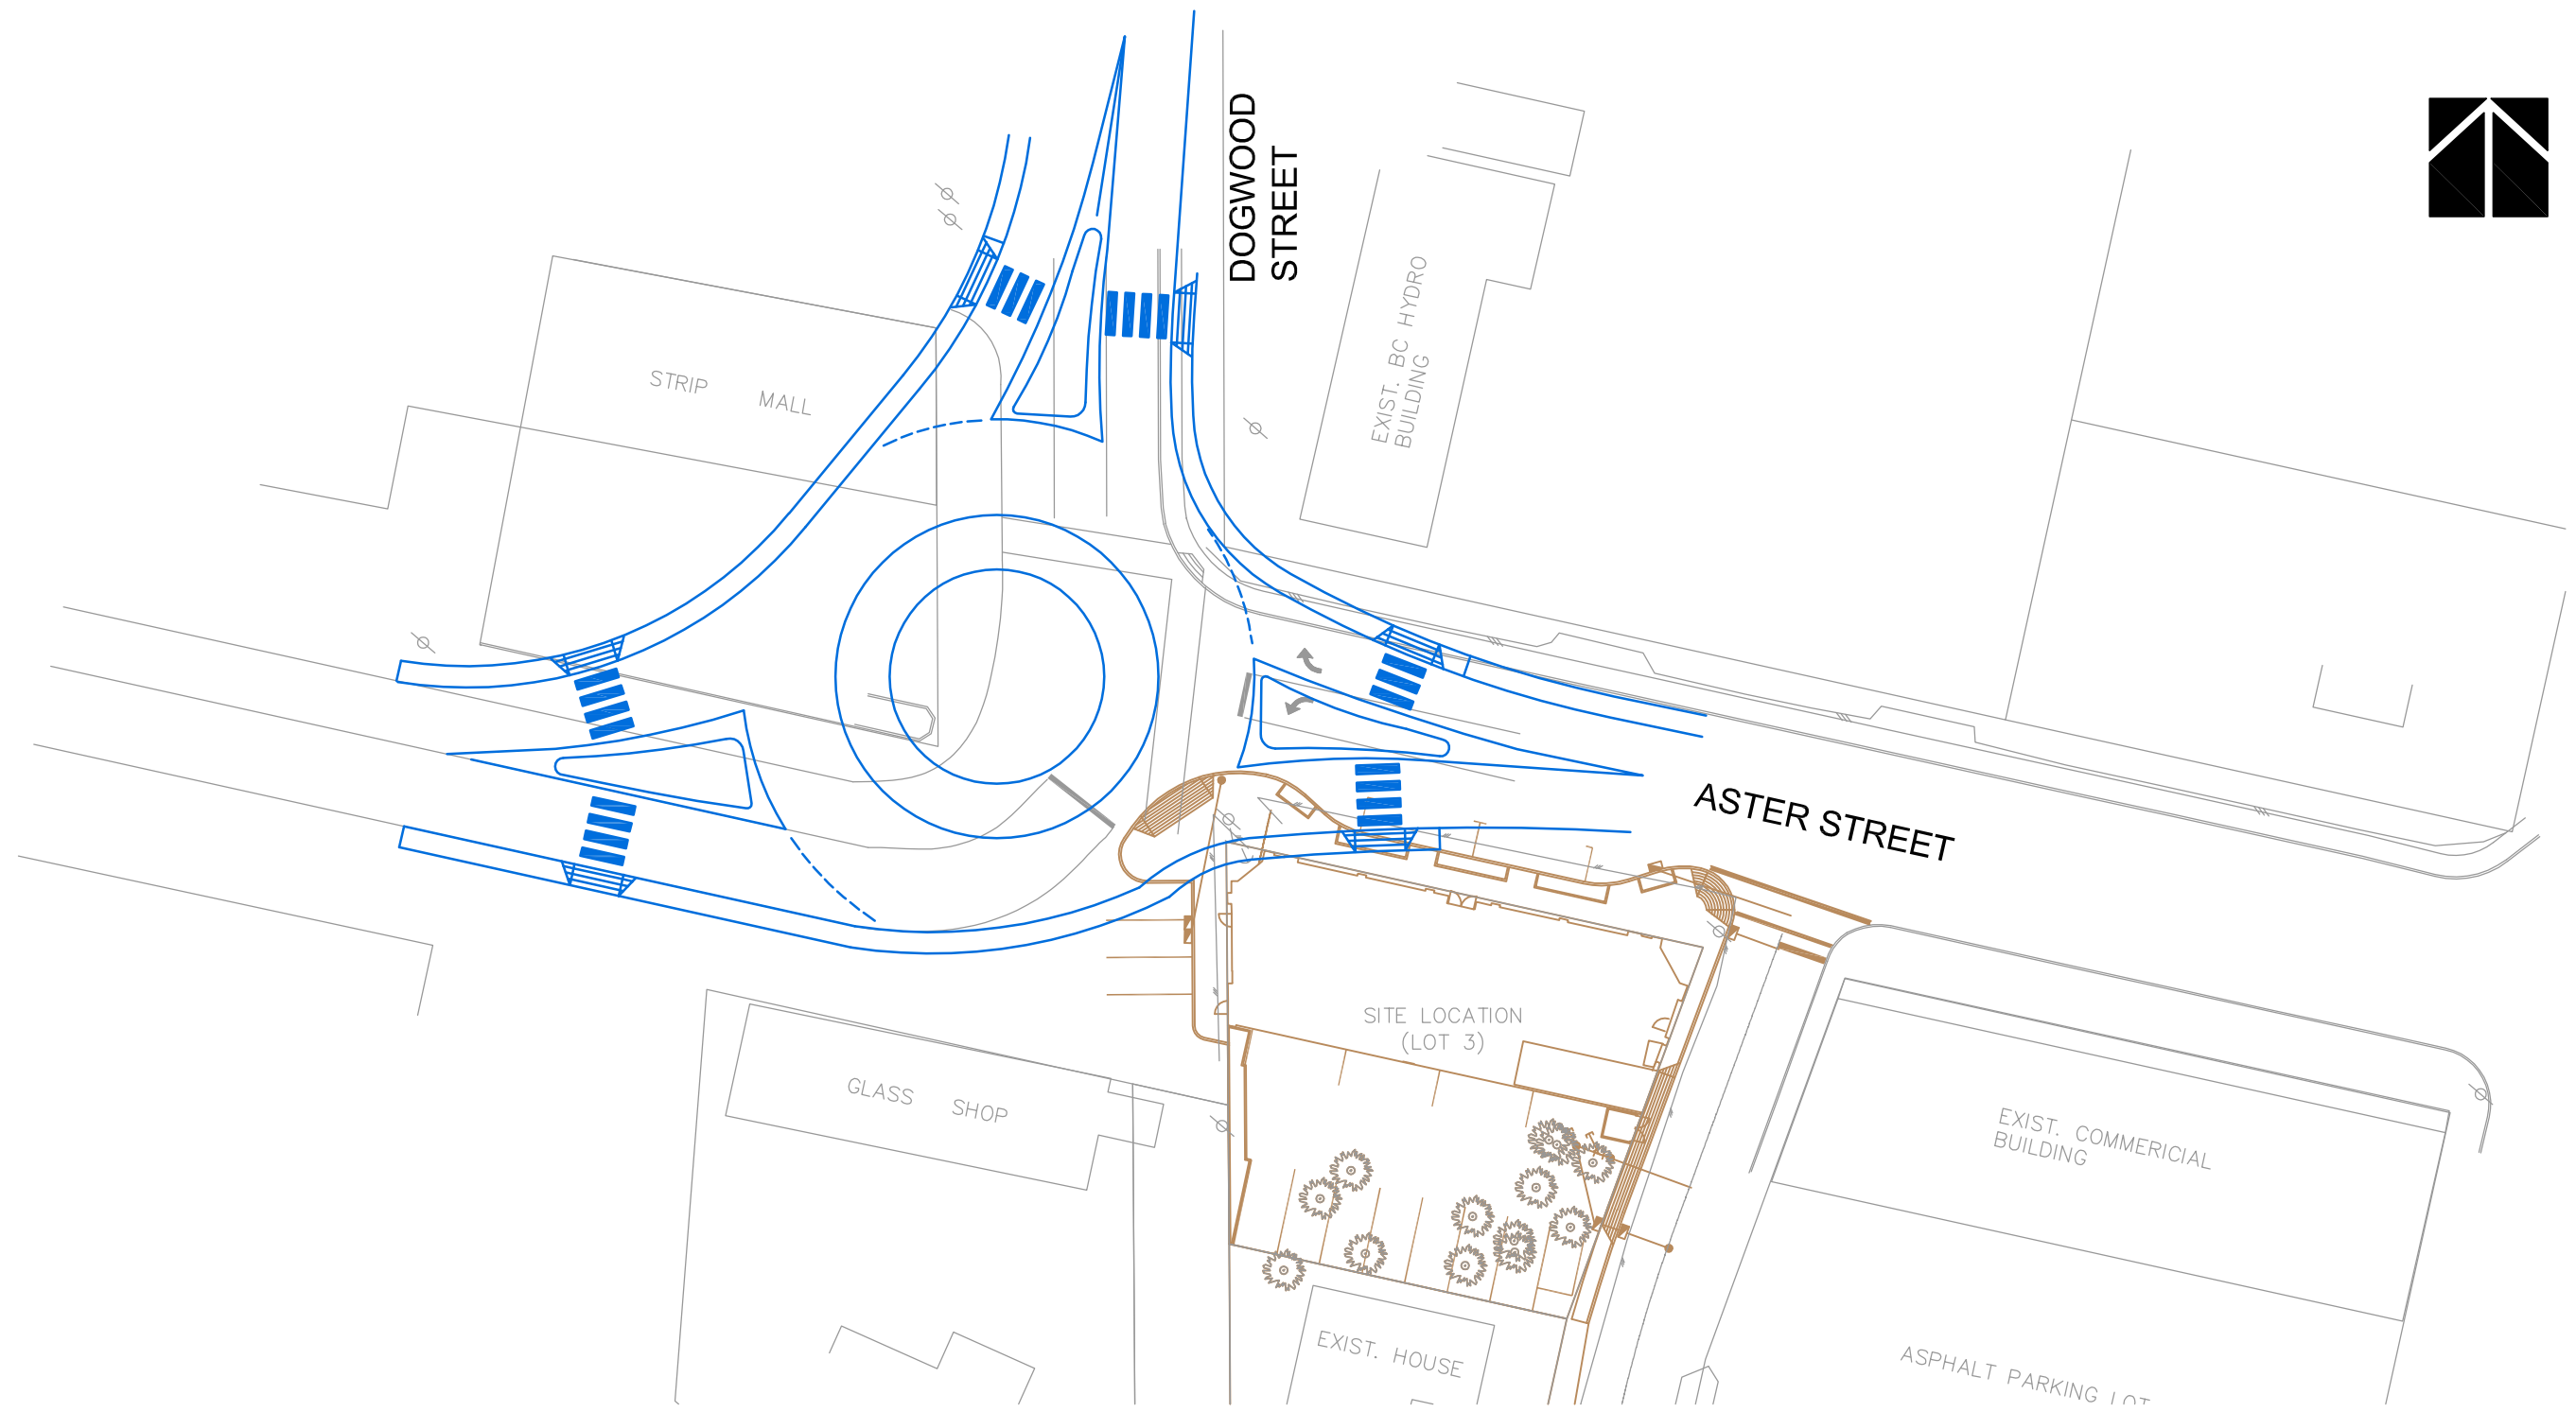 DOGWOOD
STREET
EXIST. BC HYDRO
BUILDING
STRIP MALL
ASTER STREET
SITE LOCATION
(LOT 3)
GLASS SHOP
EXIST. COMMERICIAL
BUILDING
EXIST. HOUSE
ASPHALT PARKING LOT